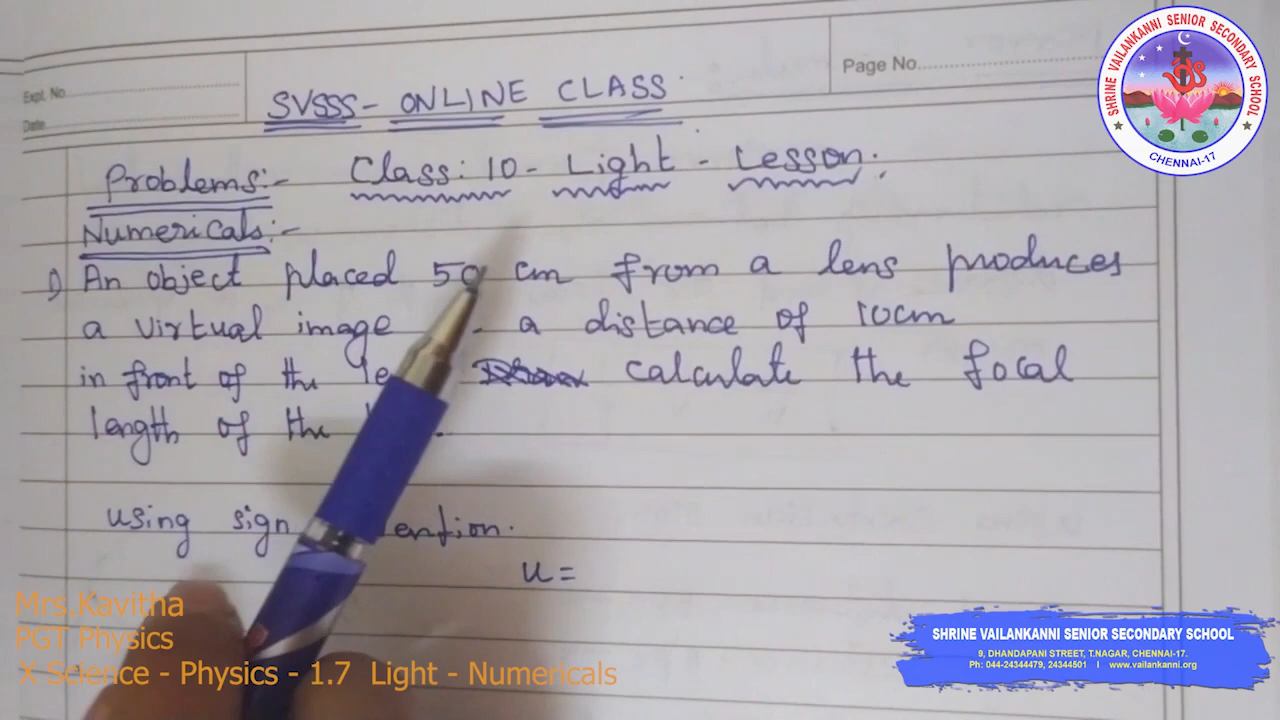 Expt. No
Date
Page No.
SVSSS - ONLINE CLASS
Problems:- Class: 10 - Light - Lesson.
Numericals:-
1) An object placed 50 cm from a lens produces
a virtual image a distance of 10cm
in front of the calculate the focal
length of the
using sign
u =
Mrs.Kavitha
PGT Physics
X Science - Physics - 1.7 Light - Numericals
SHRINE VAILANKANNI SENIOR SECONDARY SCHOOL
CHENNAI-17
SHRINE VAILANKANNI SENIOR SECONDARY SCHOOL
9, DHANDAPANI STREET, T.NAGAR, CHENNAI-17.
Ph: 044-24344479, 24344501 I www.vailankanni.org